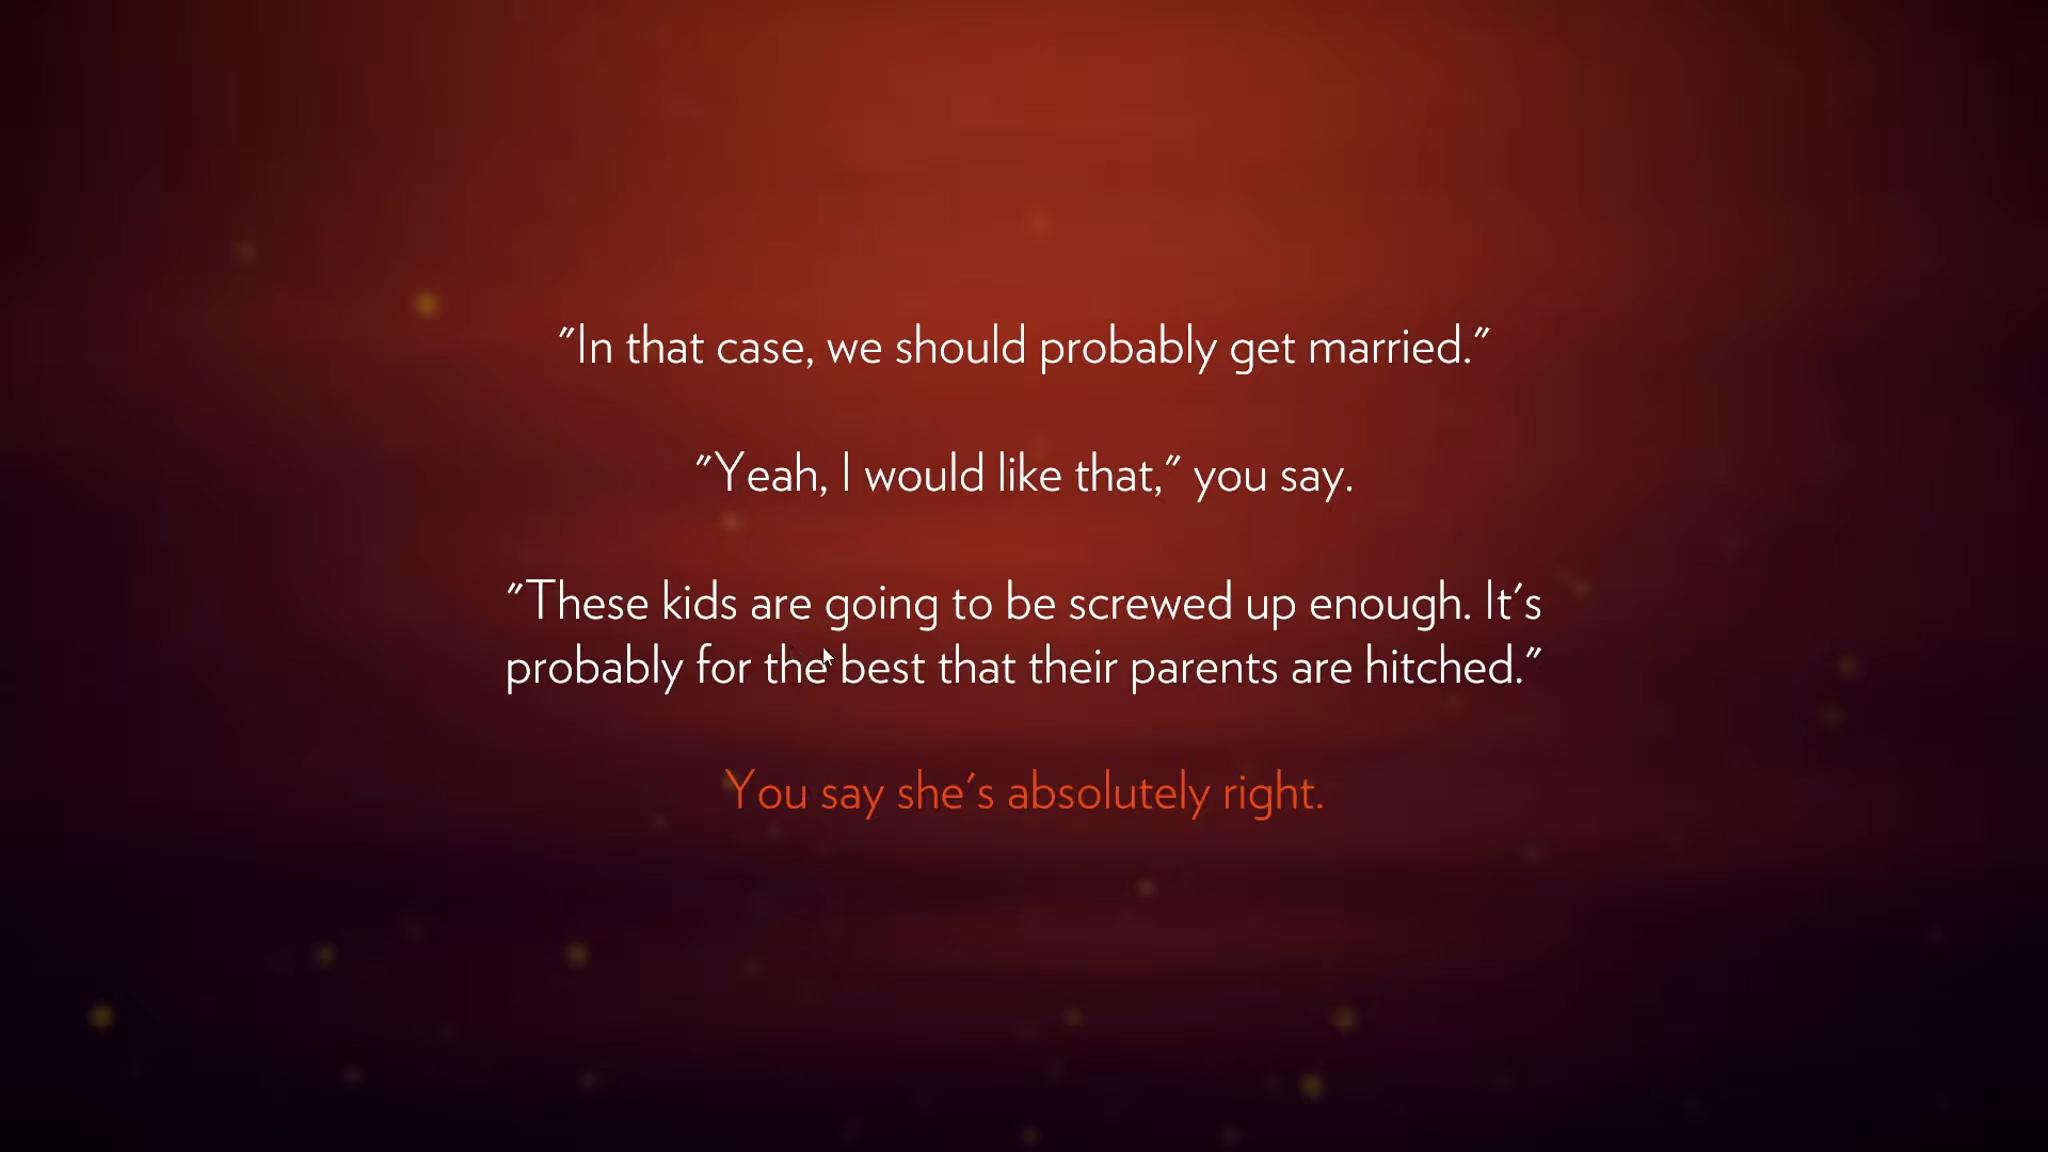 "In that case, we should probably get married."
"Yeah, I would like that," you say.
"These kids are going to be screwed up enough. It's
probably for the best that their parents are hitched."
You say she's absolutely right.